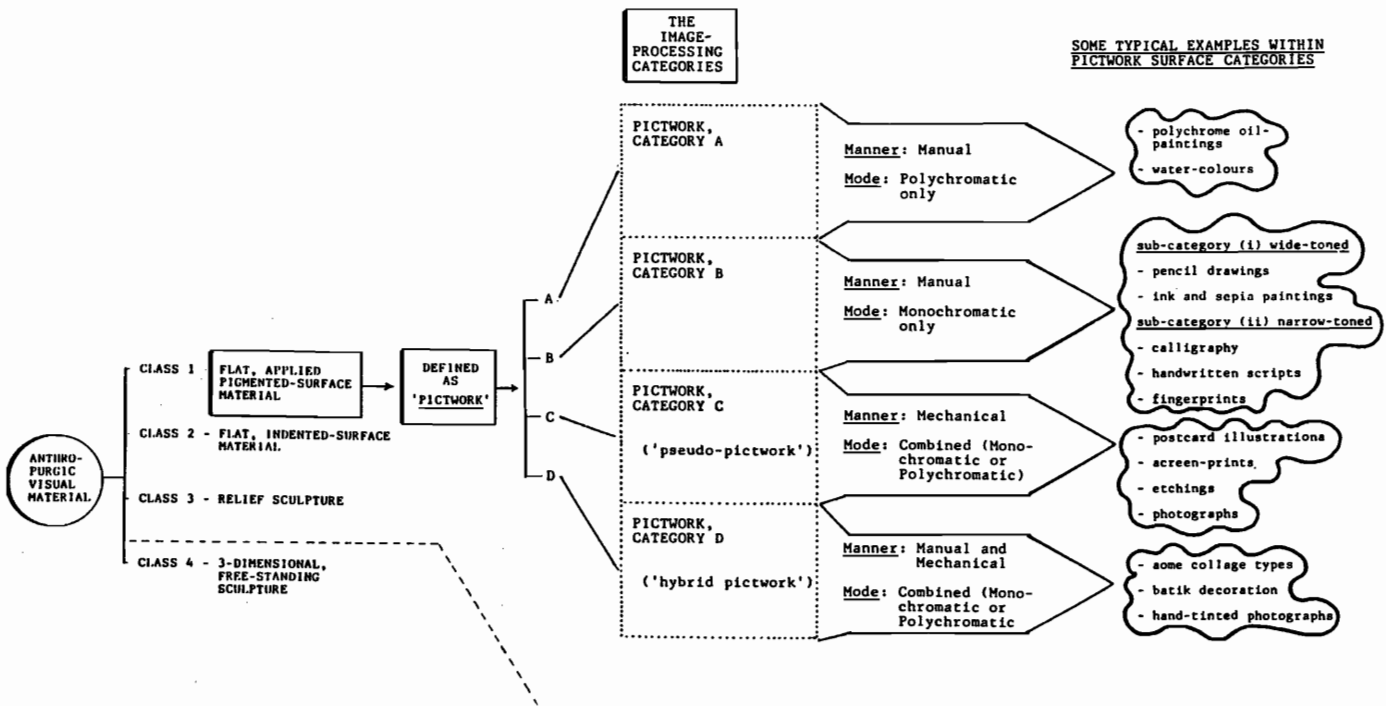 THE
IMAGE-
PROCESSING
CATEGORIES
SOME TYPICAL EXAMPLES WITHIN
PICTWORK SURFACE CATEGORIES
ANTHRO-
PURGIC
VISUAL
MATERIAL
CLASS 1
FLAT, APPLIED
PIGMENTED-SURFACE
MATERIAL
CLASS 2 - FLAT, INDENTED-SURFACE
MATERIAL
CLASS 3 - RELIEF SCULPTURE
CLASS 4 - 3-DIMENSIONAL,
FREE-STANDING
SCULPTURE
DEFINED
AS
'PICTWORK'
A
B
C
D
PICTWORK,
CATEGORY A
Manner: Manual
Mode: Polychromatic
only
- polychrome oil-
paintings
- water-colours
PICTWORK,
CATEGORY B
Manner: Manual
Mode: Monochromatic
only
sub-category (i) wide-toned
- pencil drawings
- ink and sepia paintings
sub-category (ii) narrow-toned
- calligraphy
- handwritten scripts
- fingerprints
PICTWORK,
CATEGORY C
('pseudo-pictwork')
Manner: Mechanical
Mode: Combined (Mono-
chromatic or
Polychromatic)
- postcard illustrationa
- acreen-prints.
- etchings
- photographs
PICTWORK,
CATEGORY D
('hybrid pictwork')
Manner: Manual and
Mechanical
Mode: Combined (Mono-
chromatic or
Polychromatic
- aome collage types
- batik decoration
- hand-tinted photographs